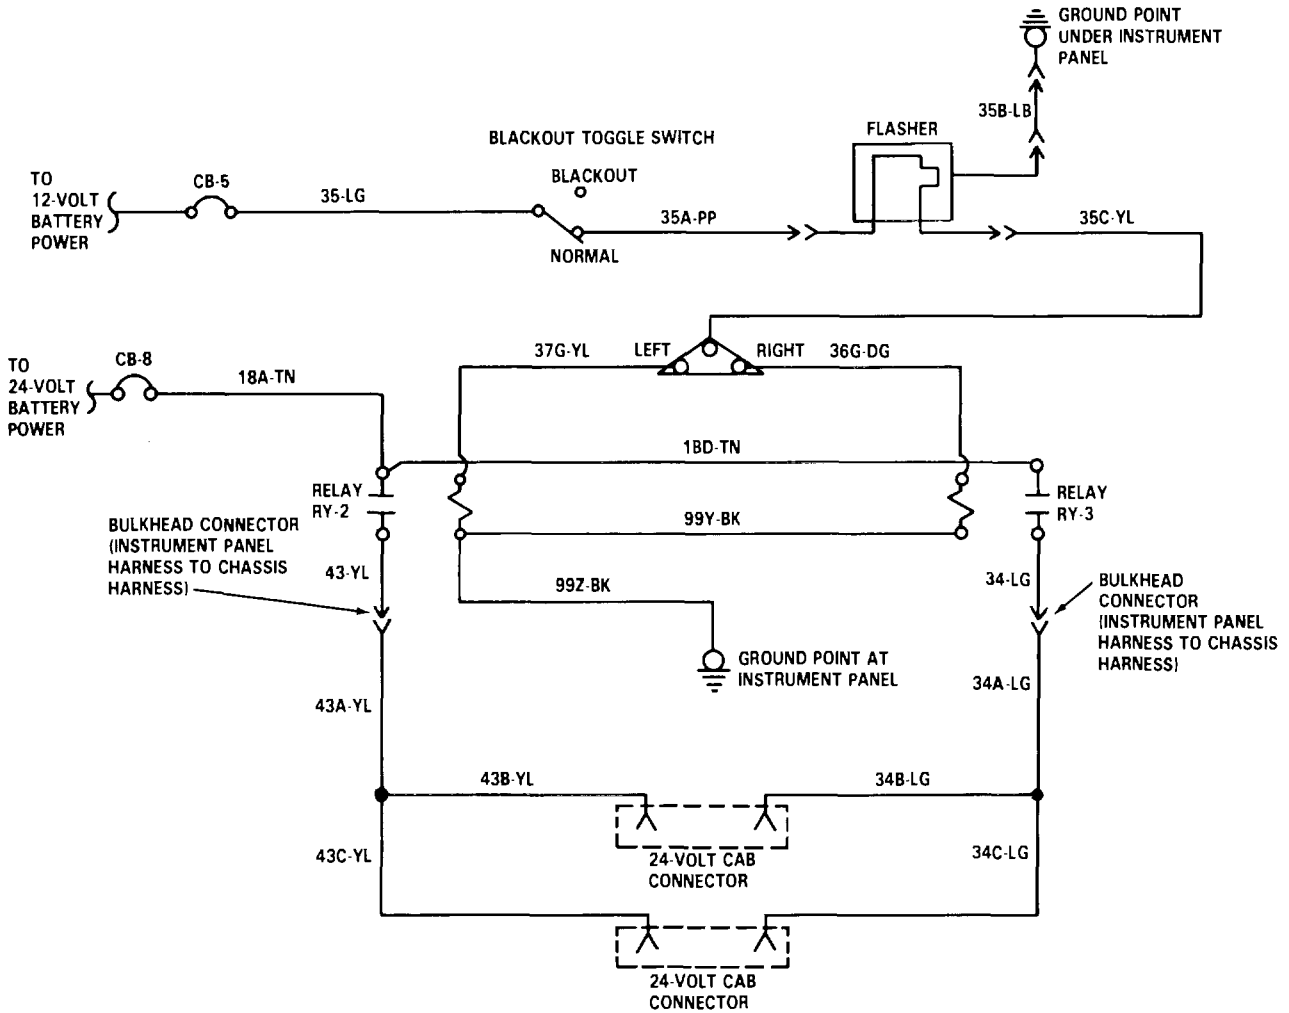 GROUND POINT
UNDER INSTRUMENT
PANEL
35B-LB
FLASHER
BLACKOUT TOGGLE SWITCH
BLACKOUT
TO
12-VOLT
BATTERY
POWER
CB-5
35-LG
35A-PP
35C-YL
NORMAL
TO
24-VOLT
BATTERY
POWER
CB-8
18A-TN
37G-YL
LEFT
RIGHT
36G-DG
1BD-TN
RELAY
RY-2
RELAY
RY-3
99Y-BK
BULKHEAD CONNECTOR
(INSTRUMENT PANEL
HARNESS TO CHASSIS
HARNESS)
43-YL
99Z-BK
34-LG
BULKHEAD
CONNECTOR
(INSTRUMENT PANEL
HARNESS TO CHASSIS
HARNESS)
GROUND POINT AT
INSTRUMENT PANEL
43A-YL
34A-LG
43B-YL
34B-LG
43C-YL
24-VOLT CAB
CONNECTOR
34C-LG
24-VOLT CAB
CONNECTOR